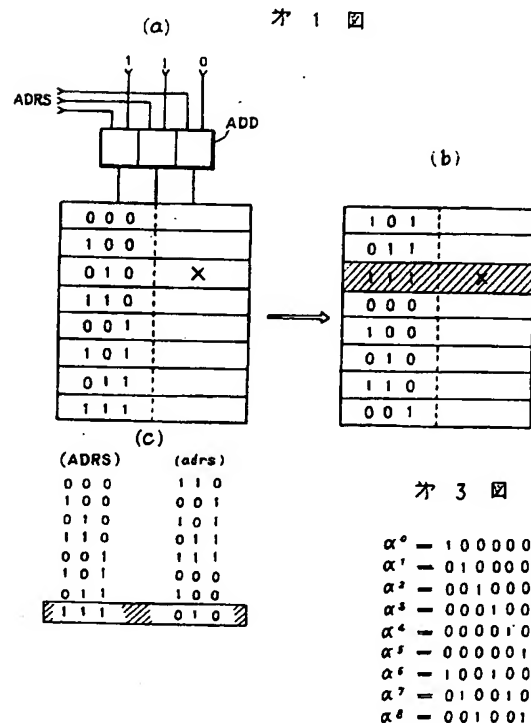 才 1 図
(a)
1 1 0
ADRS
ADD
0 0 0
1 0 0
0 1 0 ×
1 1 0
0 0 1
1 0 1
0 1 1
1 1 1
(b)
1 0 1
0 1 1
1 1 1 ×
0 0 0
1 0 0
0 1 0
1 1 0
0 0 1
(c)
(ADRS) (adrs)
0 0 0 1 1 0
1 0 0 0 0 1
0 1 0 1 0 1
1 1 0 0 1 1
0 0 1 1 1 1
1 0 1 0 0 0
0 1 1 1 0 0
1 1 1 0 1 0
才 3 図
α⁰ — 1 0 0 0 0 0
α¹ — 0 1 0 0 0 0
α² — 0 0 1 0 0 0
α³ — 0 0 0 1 0 0
α⁴ — 0 0 0 0 1 0
α⁵ — 0 0 0 0 0 1
α⁶ — 1 0 0 1 0 0
α⁷ — 0 1 0 0 1 0
α⁸ — 0 0 1 0 0 1